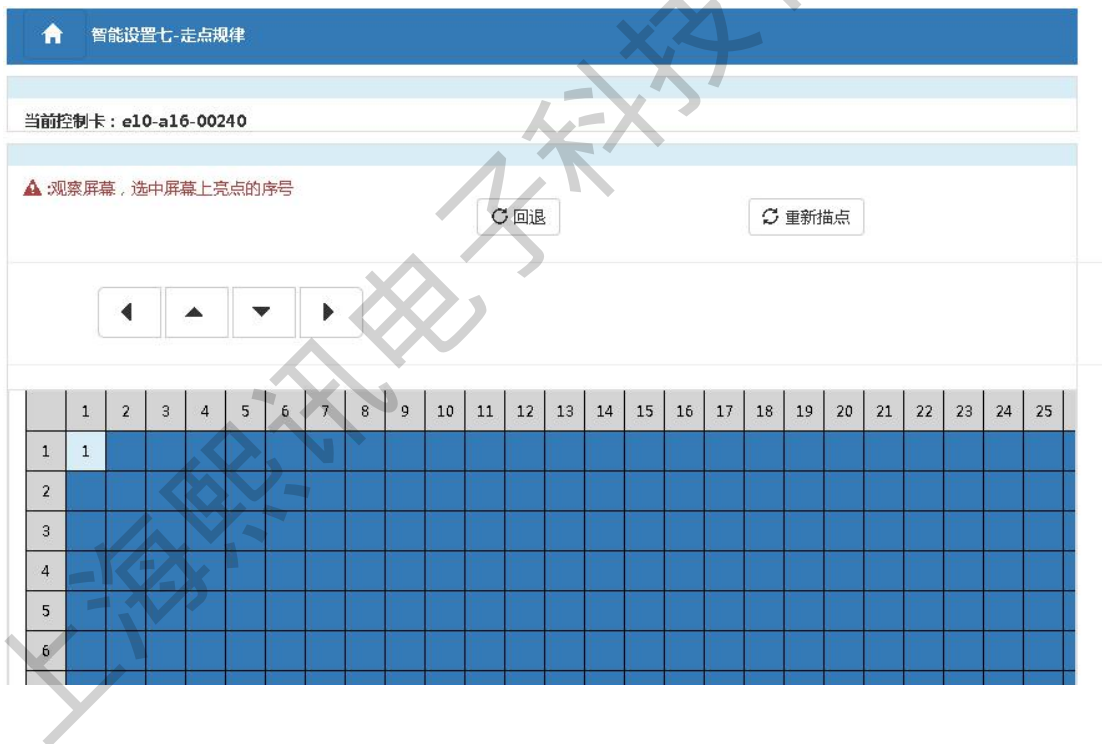 智能设置七-走点规律
当前控制卡：e10-a16-00240
:观察屏幕，选中屏幕上亮点的序号
回退
重新描点
1 2 3 4 5 6 7 8 9 10 11 12 13 14 15 16 17 18 19 20 21 22 23 24 25
1 1
2
3
4
5
6
上海熙讯电子科技